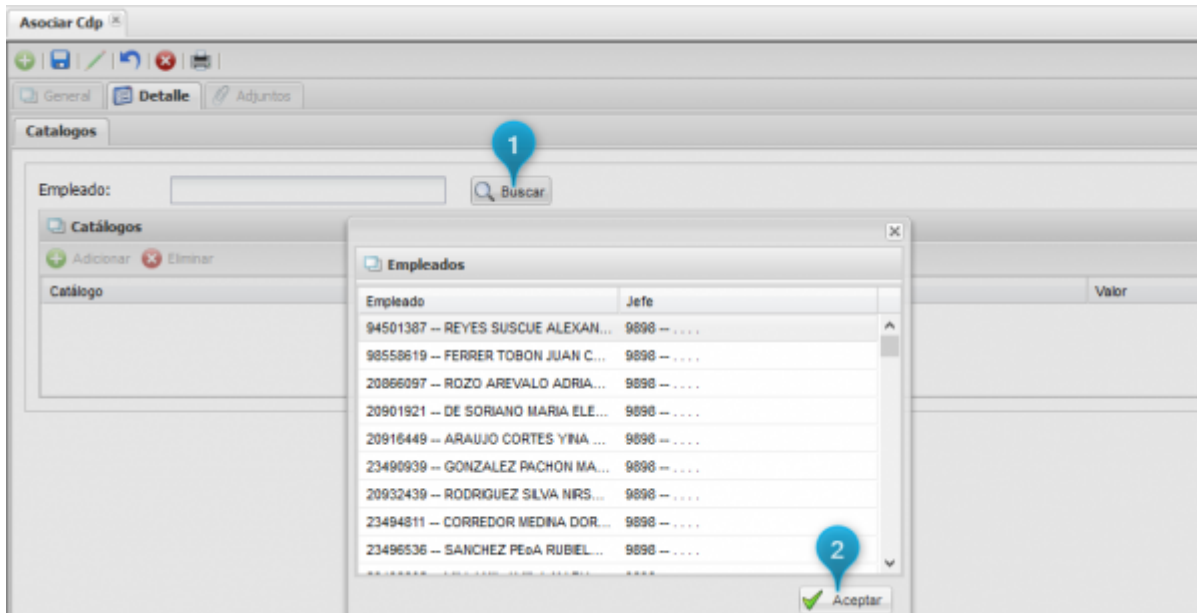 Asociar Cdp
General Detalle Adjuntos
Catalogos
1
Empleado: Buscar
Catálogos
Adicionar Eliminar
Catálogo Valor
Empleados
Empleado Jefe
94501387 -- REYES SUSCUE ALEXAN... 9898 -- . . . .
98558619 -- FERRER TOBON JUAN C... 9898 -- . . . .
20866097 -- ROZO AREVALO ADRIA... 9898 -- . . . .
20901921 -- DE SORIANO MARIA ELE... 9898 -- . . . .
20916449 -- ARAUJO CORTES YINA ... 9898 -- . . . .
23490939 -- GONZALEZ PACHON MA... 9898 -- . . . .
20932439 -- RODRIGUEZ SILVA NIRS... 9898 -- . . . .
23494811 -- CORREDOR MEDINA DOR... 9898 -- . . . .
23496536 -- SANCHEZ PEoA RUBIEL... 9898 -- . . . .
2
Aceptar